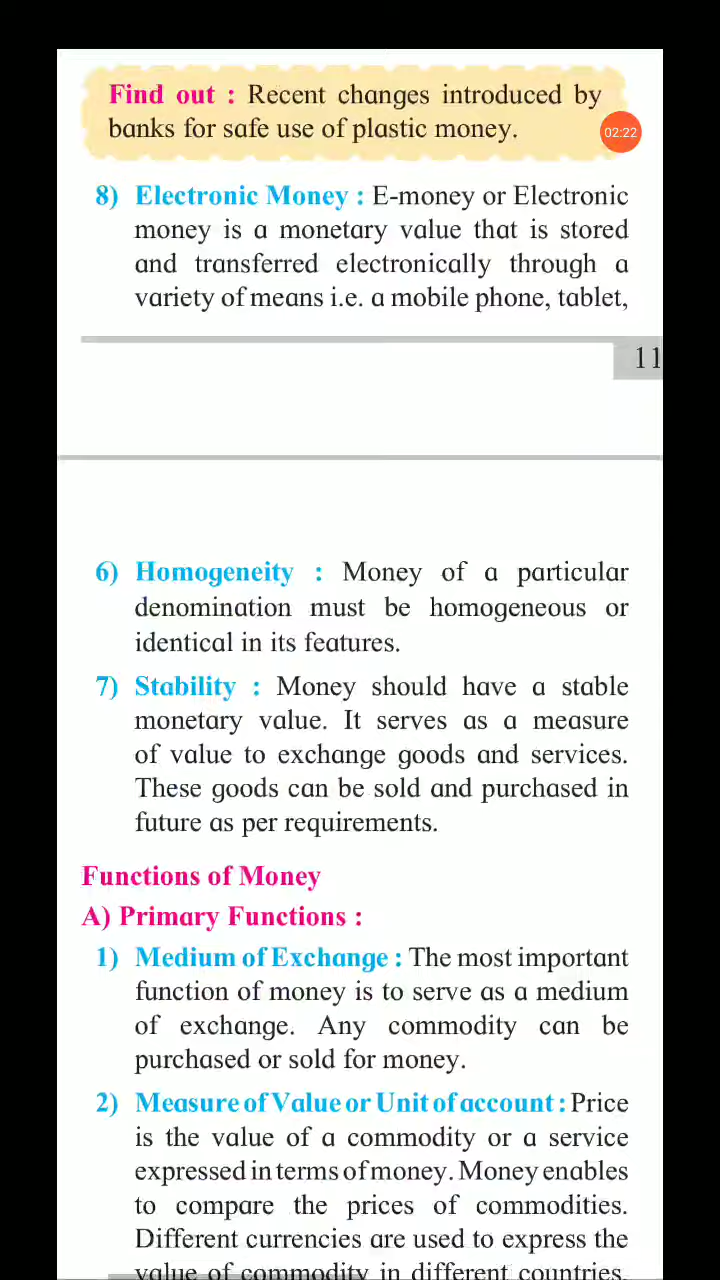 Find out : Recent changes introduced by
banks for safe use of plastic money.
02:22
8) Electronic Money : E-money or Electronic
money is a monetary value that is stored
and transferred electronically through a
variety of means i.e. a mobile phone, tablet,
11
6) Homogeneity : Money of a particular
denomination must be homogeneous or
identical in its features.
7) Stability : Money should have a stable
monetary value. It serves as a measure
of value to exchange goods and services.
These goods can be sold and purchased in
future as per requirements.
Functions of Money
A) Primary Functions :
1) Medium of Exchange : The most important
function of money is to serve as a medium
of exchange. Any commodity can be
purchased or sold for money.
2) Measure of Value or Unit of account : Price
is the value of a commodity or a service
expressed in terms of money. Money enables
to compare the prices of commodities.
Different currencies are used to express the
value of commodity in different countries.